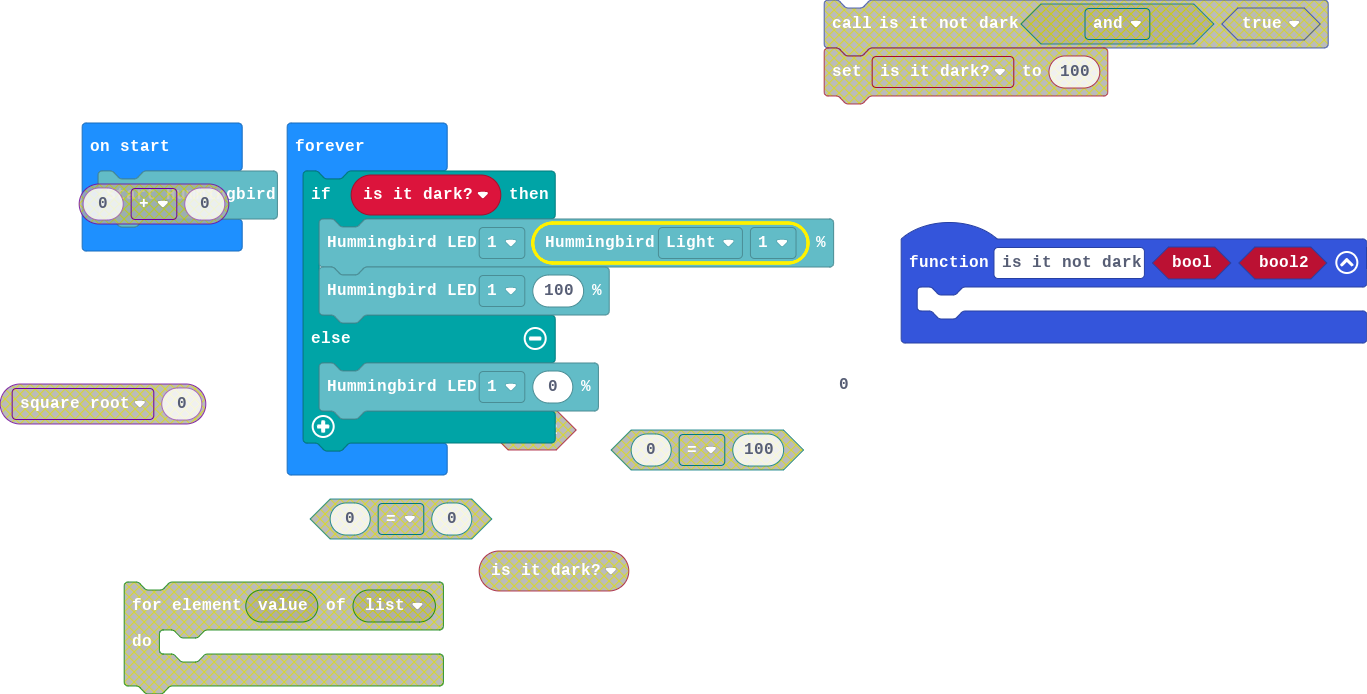 call is it not dark and true
set is it dark? to 100
on start
forever
gbird
0 + 0
if is it dark? then
Hummingbird LED 1 Hummingbird Light 1 %
function is it not dark bool bool2
Hummingbird LED 1 100 %
else
Hummingbird LED 1 0 %
0
square root 0
0 = 100
0 = 0
is it dark?
for element value of list
do